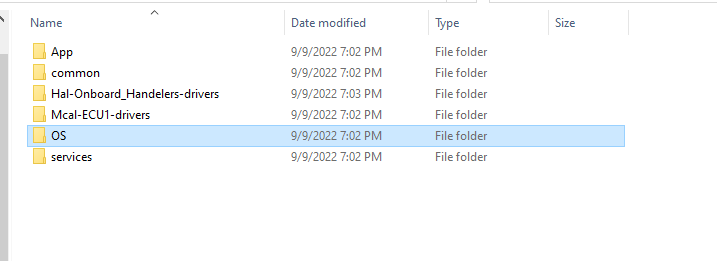 Name Date modified Type Size
App 9/9/2022 7:02 PM File folder
common 9/9/2022 7:02 PM File folder
Hal-Onboard_Handelers-drivers 9/9/2022 7:03 PM File folder
Mcal-ECU1-drivers 9/9/2022 7:02 PM File folder
OS 9/9/2022 7:02 PM File folder
services 9/9/2022 7:02 PM File folder